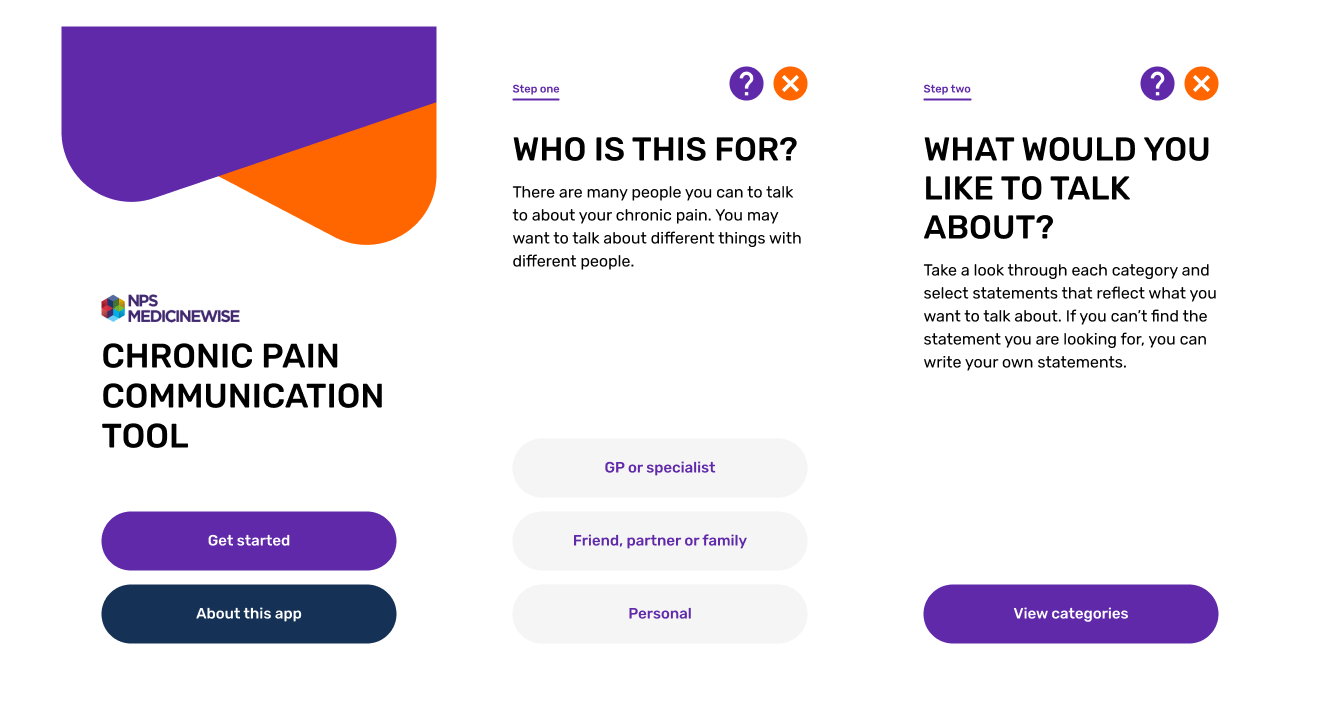 NPS
MEDICINEWISE
CHRONIC PAIN
COMMUNICATION
TOOL
Get started
About this app
Step one
?
WHO IS THIS FOR?
There are many people you can to talk
to about your chronic pain. You may
want to talk about different things with
different people.
GP or specialist
Friend, partner or family
Personal
Step two
?
WHAT WOULD YOU
LIKE TO TALK
ABOUT?
Take a look through each category and
select statements that reflect what you
want to talk about. If you can’t find the
statement you are looking for, you can
write your own statements.
View categories